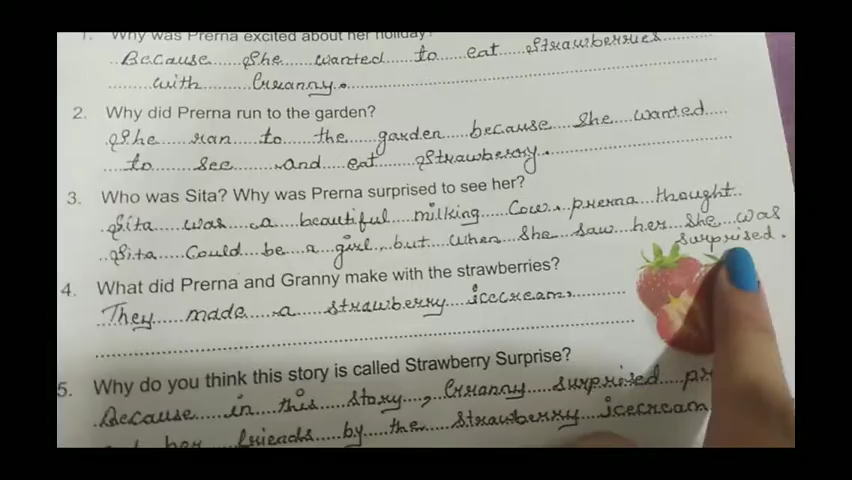 1. Why was Prerna excited about her holiday?
Because She wanted to eat Strawberries
with Granny.
2. Why did Prerna run to the garden?
She ran to the garden because She wanted
to see and eat Strawberry.
3. Who was Sita? Why was Prerna surprised to see her?
Sita was a beautiful milking Cow. prerna thought
Sita Could be a girl, but when She saw her She was
surprised.
4. What did Prerna and Granny make with the strawberries?
They made a strawberry icecream.
5. Why do you think this story is called Strawberry Surprise?
Because in this story, Granny surprised
her friends by the strawberry icecream